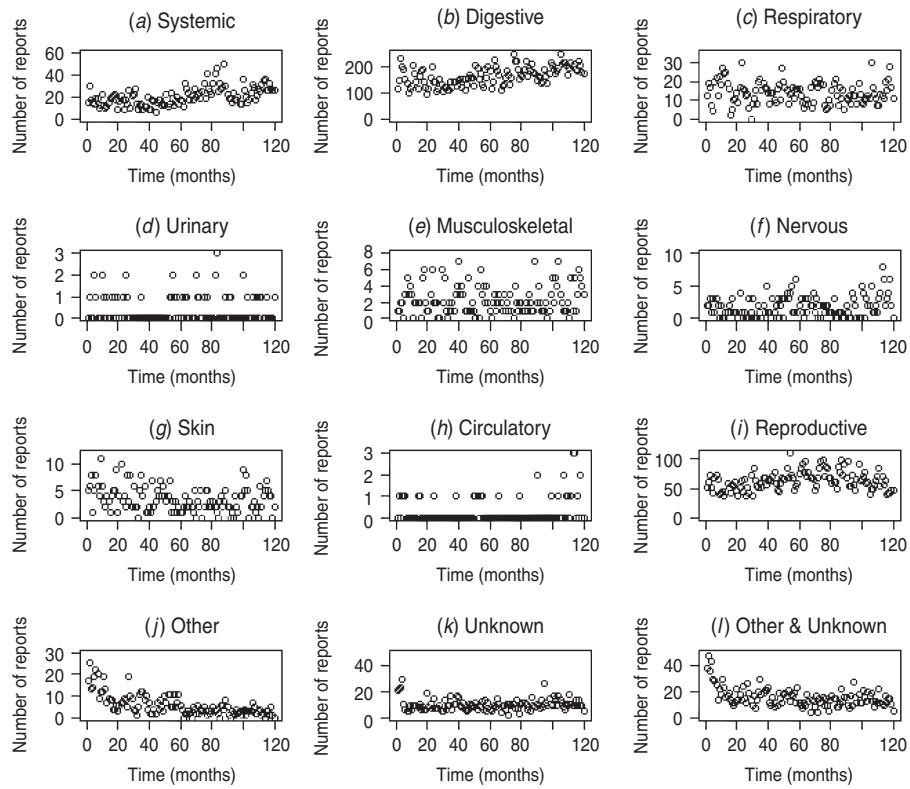 (a) Systemic
Number of reports
60
40
20
0
0 20 40 60 80 120
Time (months)
(b) Digestive
Number of reports
200
100
0
0 20 40 60 80 120
Time (months)
(c) Respiratory
Number of reports
40
30
20
10
0
0 20 40 60 80 120
Time (months)
(d) Urinary
Number of reports
3
2
1
0
0 20 40 60 80 120
Time (months)
(e) Musculoskeletal
Number of reports
8
6
4
2
0
0 20 40 60 80 120
Time (months)
(f) Nervous
Number of reports
10
5
0
0 20 40 60 80 120
Time (months)
(g) Skin
Number of reports
10
5
0
0 20 40 60 80 120
Time (months)
(h) Circulatory
Number of reports
3
2
1
0
0 20 40 60 80 120
Time (months)
(i) Reproductive
Number of reports
100
50
0
0 20 40 60 80 120
Time (months)
(j) Other
Number of reports
30
20
10
0
0 20 40 60 80 120
Time (months)
(k) Unknown
Number of reports
40
20
0
0 20 40 60 80 120
Time (months)
(l) Other & Unknown
Number of reports
40
20
0
0 20 40 60 80 120
Time (months)